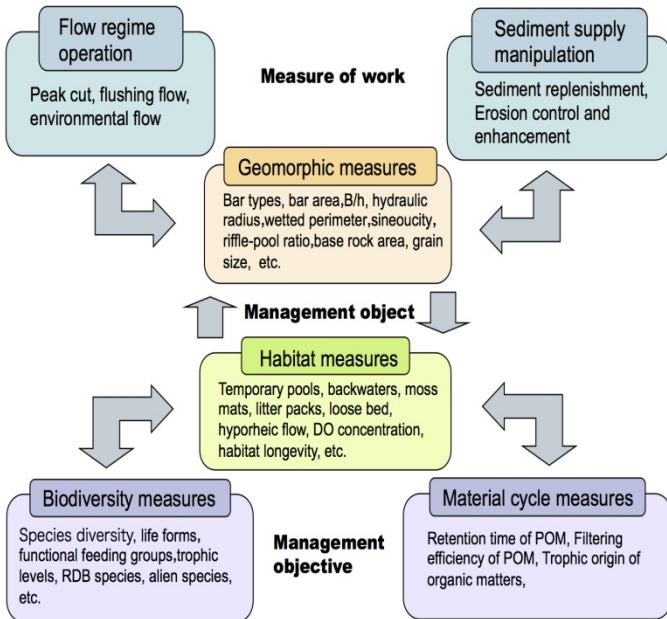 Flow regime
operation
Peak cut, flushing flow,
environmental flow
Measure of work
Sediment supply
manipulation
Sediment replenishment,
Erosion control and
enhancement
Geomorphic measures
Bar types, bar area,B/h, hydraulic
radius,wetted perimeter,sineoucity,
riffle-pool ratio,base rock area, grain
size, etc.
Management object
Habitat measures
Temporary pools, backwaters, moss
mats, litter packs, loose bed,
hyporheic flow, DO concentration,
habitat longevity, etc.
Biodiversity measures
Species diversity, life forms,
functional feeding groups,trophic
levels, RDB species, alien species,
etc.
Management
objective
Material cycle measures
Retention time of POM, Filtering
efficiency of POM, Trophic origin of
organic matters,